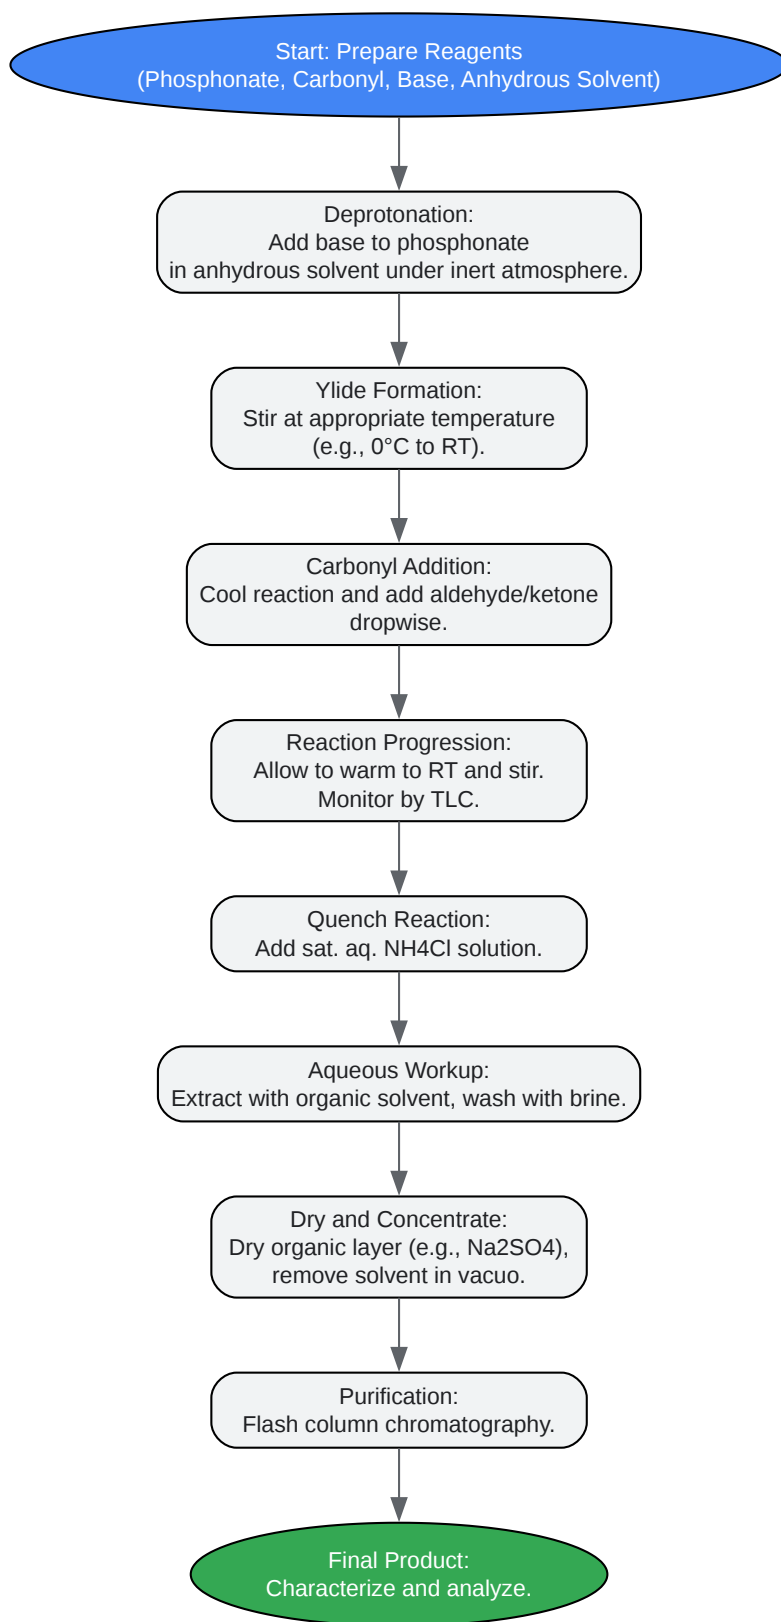 Start: Prepare Reagents
(Phosphonate, Carbonyl, Base, Anhydrous Solvent)
Deprotonation:
Add base to phosphonate
in anhydrous solvent under inert atmosphere.
Ylide Formation:
Stir at appropriate temperature
(e.g., 0°C to RT).
Carbonyl Addition:
Cool reaction and add aldehyde/ketone
dropwise.
Reaction Progression:
Allow to warm to RT and stir.
Monitor by TLC.
Quench Reaction:
Add sat. aq. NH4Cl solution.
Aqueous Workup:
Extract with organic solvent, wash with brine.
Dry and Concentrate:
Dry organic layer (e.g., Na2SO4),
remove solvent in vacuo.
Purification:
Flash column chromatography.
Final Product:
Characterize and analyze.